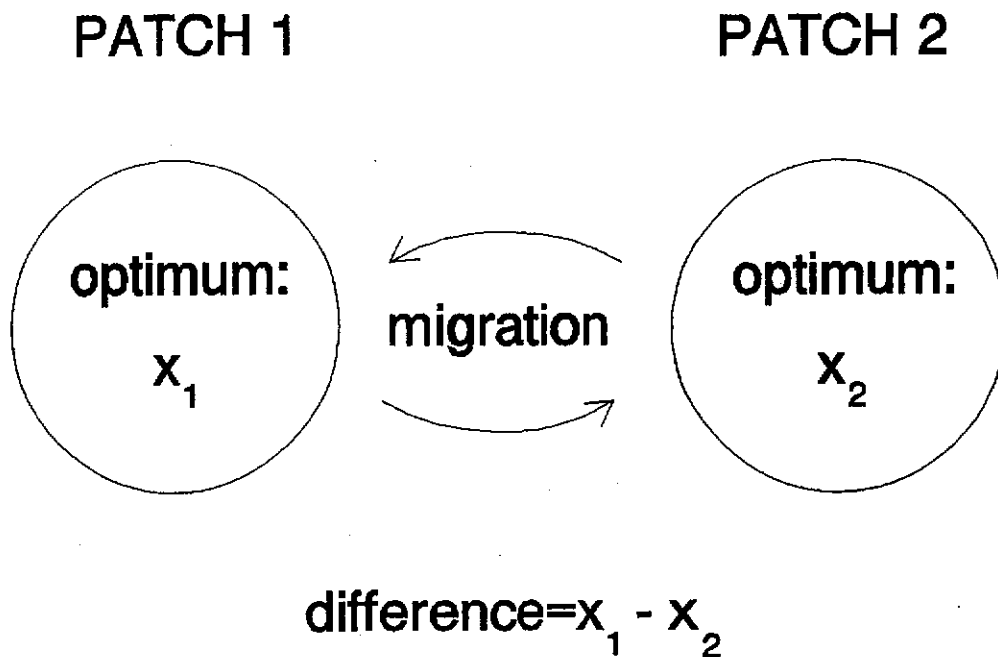 PATCH 1
PATCH 2
optimum:
x₁
migration
optimum:
x₂
difference=x₁ - x₂